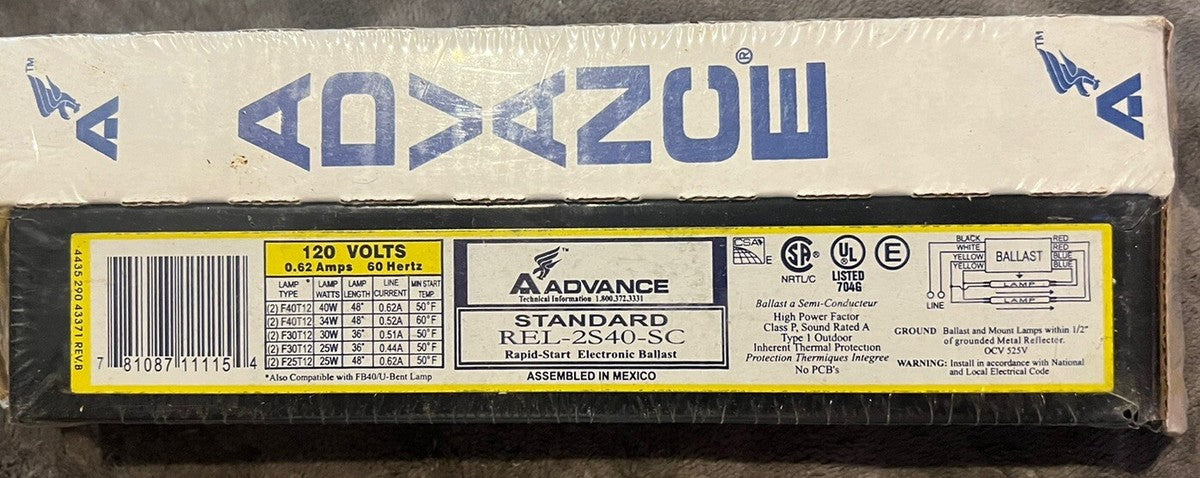 TM
A
ADVANCE®
TM
A
4435 290 43371 REV.B
7 81087 11115 4
120 VOLTS
0.62 Amps 60 Hertz
LAMP TYPE * LAMP WATTS LAMP LENGTH LINE CURRENT MIN START TEMP
(2) F40T12 40W 48" 0.62A 50°F
(2) F40T12 34W 48" 0.52A 60°F
(2) F30T12 30W 36" 0.51A 50°F
(2) F30T12 25W 36" 0.44A 50°F
(2) F25T12 25W 48" 0.62A 50°F
*Also Compatible with FB40/U-Bent Lamp
TM
A ADVANCE
Technical Information 1.800.372.3331
STANDARD
REL-2S40-SC
Rapid-Start Electronic Ballast
ASSEMBLED IN MEXICO
CSA
E
SA
®
NRTL/C
UL
®
LISTED
706G
E
Ballast a Semi-Conducteur
High Power Factor
Class P, Sound Rated A
Type 1 Outdoor
Inherent Thermal Protection
Protection Thermiques Integree
No PCB's
BLACK
WHITE
YELLOW
YELLOW
BALLAST
RED
RED
BLUE
BLUE
LAMP
LAMP
LINE
GROUND Ballast and Mount Lamps within 1/2"
of grounded Metal Reflector.
OCV 525V
WARNING: Install in accordance with National
and Local Electrical Code